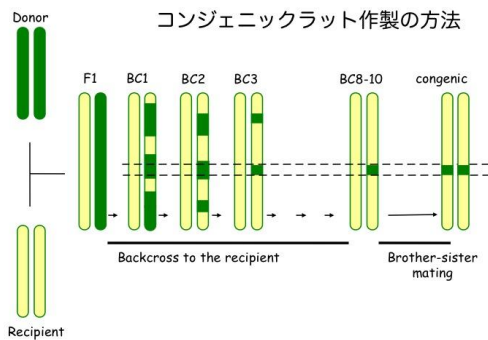 コンジェニックラット作製の方法
Donor
F1 BC1 BC2 BC3 BC8-10 congenic
Backcross to the recipient
Brother-sister
mating
Recipient